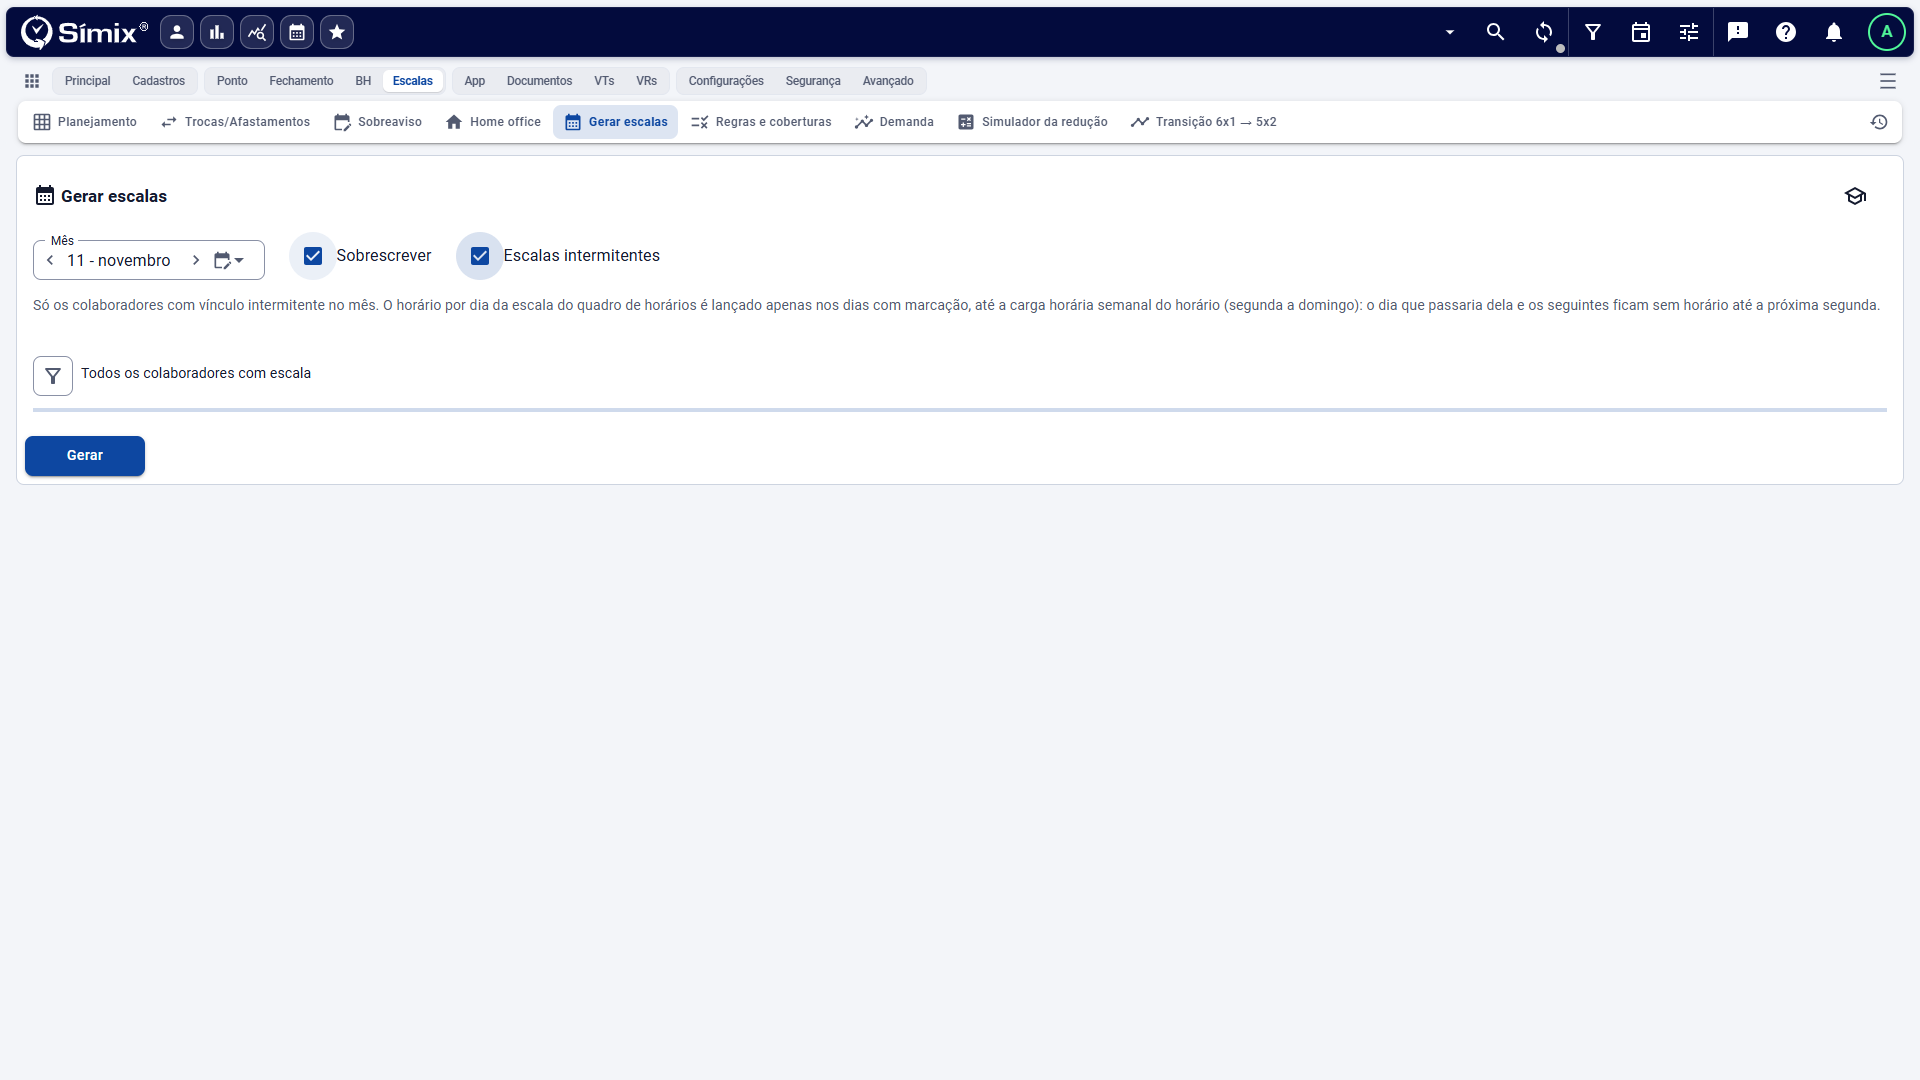 Símix®
A
Principal
Cadastros
Ponto
Fechamento
BH
Escalas
App
Documentos
VTs
VRs
Configurações
Segurança
Avançado
Planejamento
Trocas/Afastamentos
Sobreaviso
Home office
Gerar escalas
Regras e coberturas
Demanda
Simulador da redução
Transição 6x1 → 5x2
Gerar escalas
Mês
11 - novembro
Sobrescrever
Escalas intermitentes
Só os colaboradores com vínculo intermitente no mês. O horário por dia da escala do quadro de horários é lançado apenas nos dias com marcação, até a carga horária semanal do horário (segunda a domingo): o dia que passaria dela e os seguintes ficam sem horário até a próxima segunda.
Todos os colaboradores com escala
Gerar